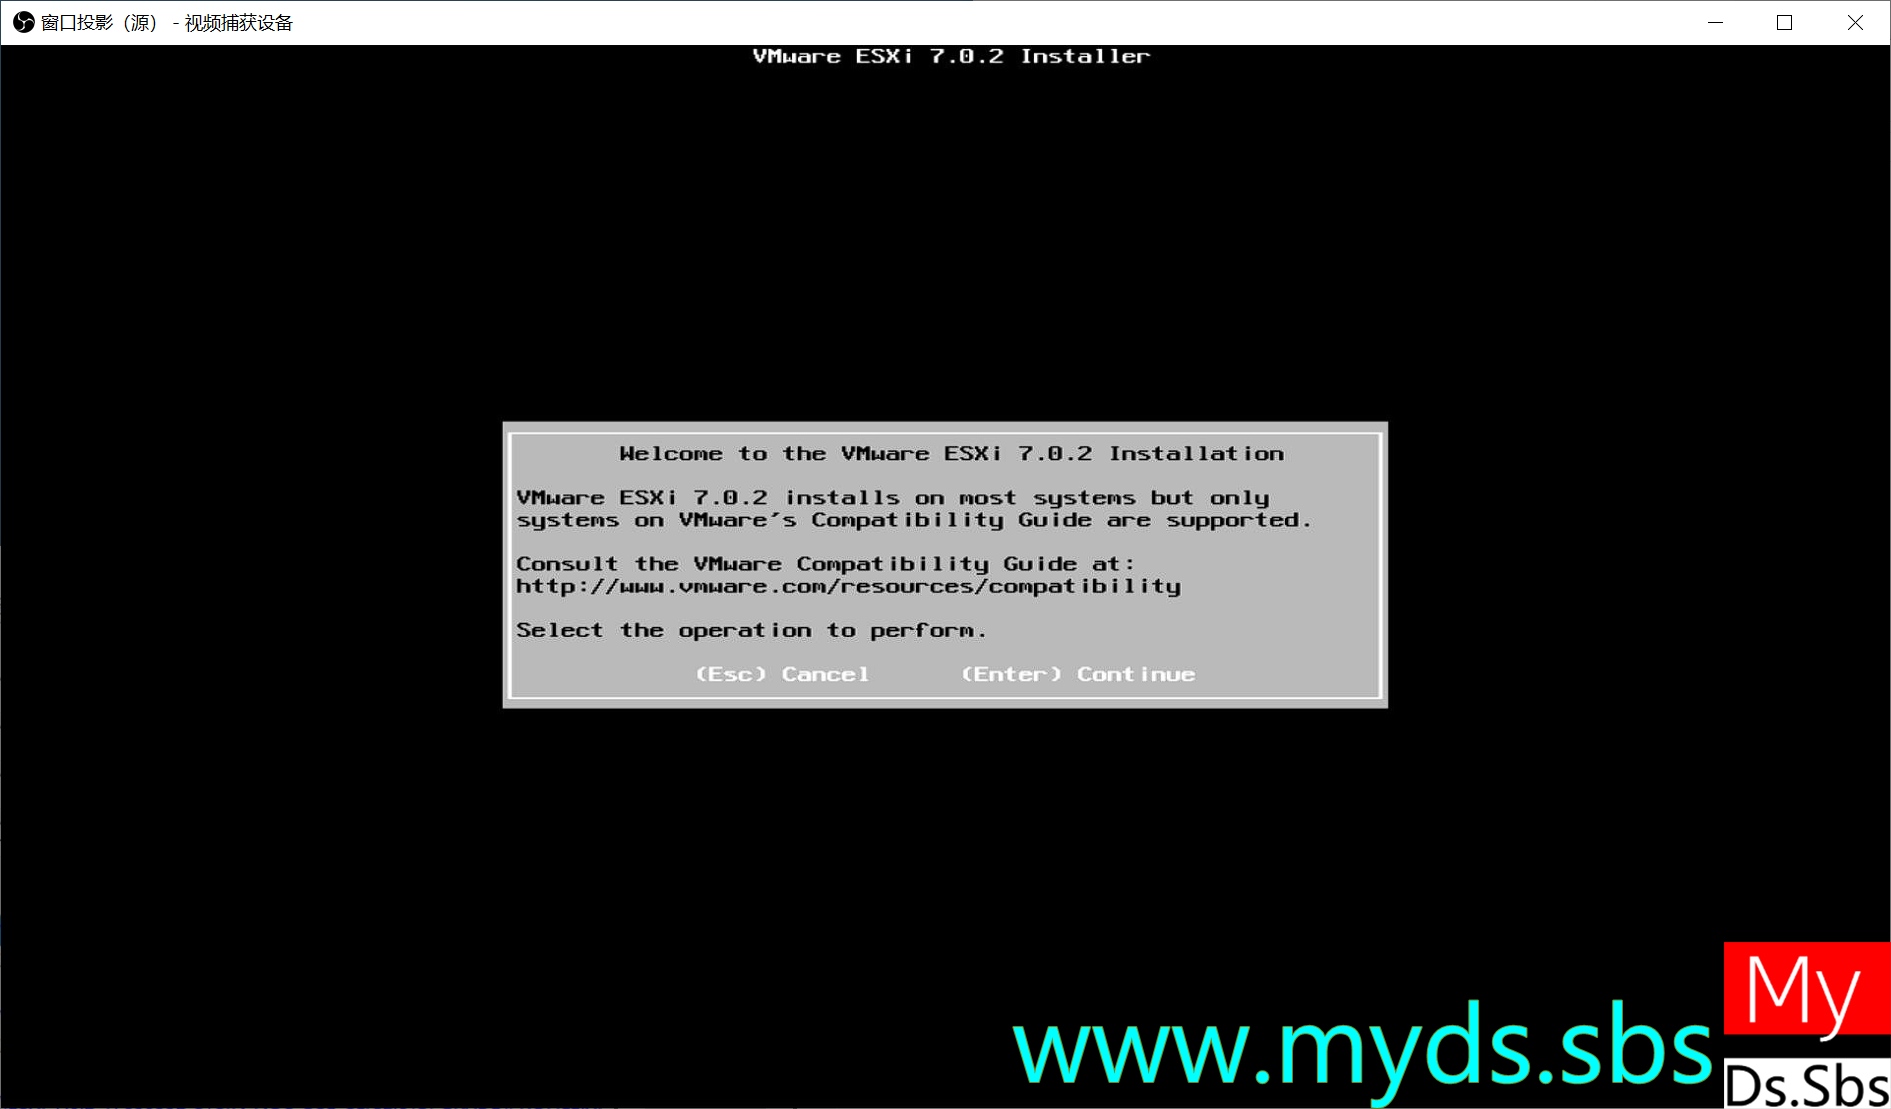 窗口投影（源） - 视频捕获设备
VMware ESXi 7.0.2 Installer
Welcome to the VMware ESXi 7.0.2 Installation
VMware ESXi 7.0.2 installs on most systems but only
systems on VMware's Compatibility Guide are supported.
Consult the VMware Compatibility Guide at:
http://www.vmware.com/resources/compatibility
Select the operation to perform.
(Esc) Cancel (Enter) Continue
www.myds.sbs
My
Ds.Sbs